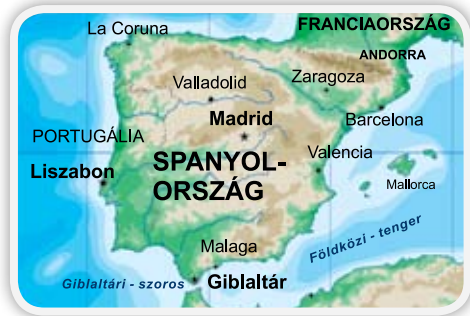 FRANCIAORSZÁG
La Coruna
ANDORRA
Zaragoza
Valladolid
Madrid
Barcelona
PORTUGÁLIA
SPANYOL-
ORSZÁG
Valencia
Liszabon
Mallorca
Malaga
Földközi - tenger
Giblaltári - szoros
Giblaltár